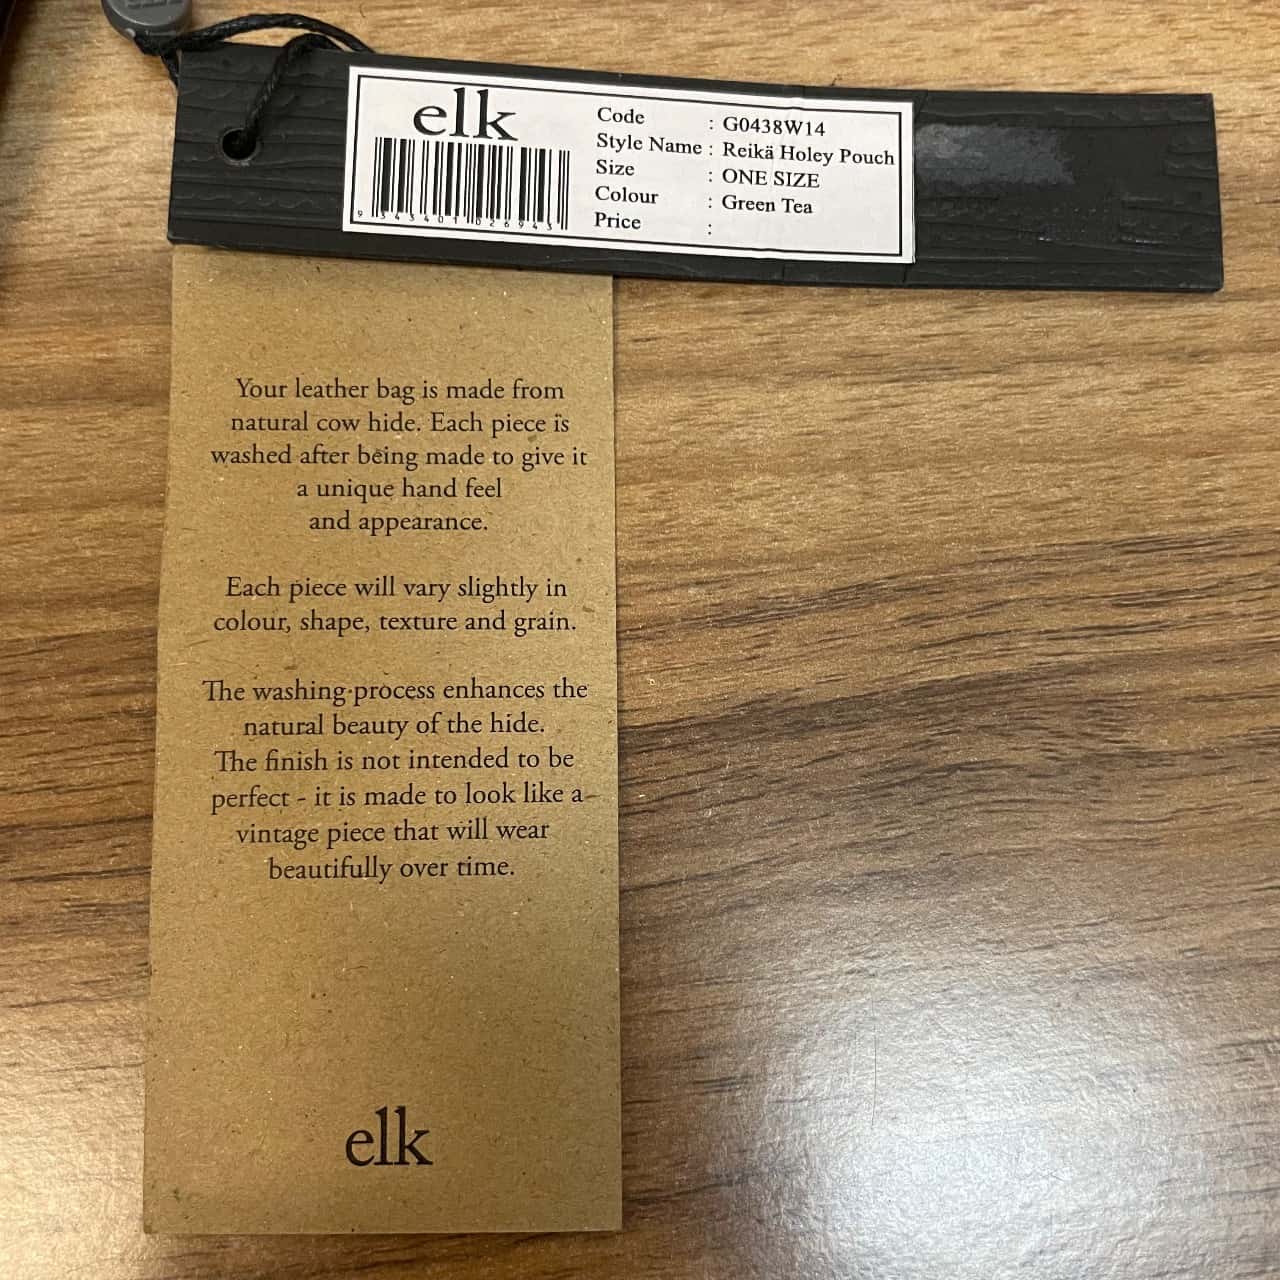 elk
Code : G0438W14
Style Name : Reikä Holey Pouch
Size : ONE SIZE
Colour : Green Tea
Price :
9 343401 026943
Your leather bag is made from
natural cow hide. Each piece is
washed after being made to give it
a unique hand feel
and appearance.
Each piece will vary slightly in
colour, shape, texture and grain.
The washing process enhances the
natural beauty of the hide.
The finish is not intended to be
perfect - it is made to look like a
vintage piece that will wear
beautifully over time.
elk